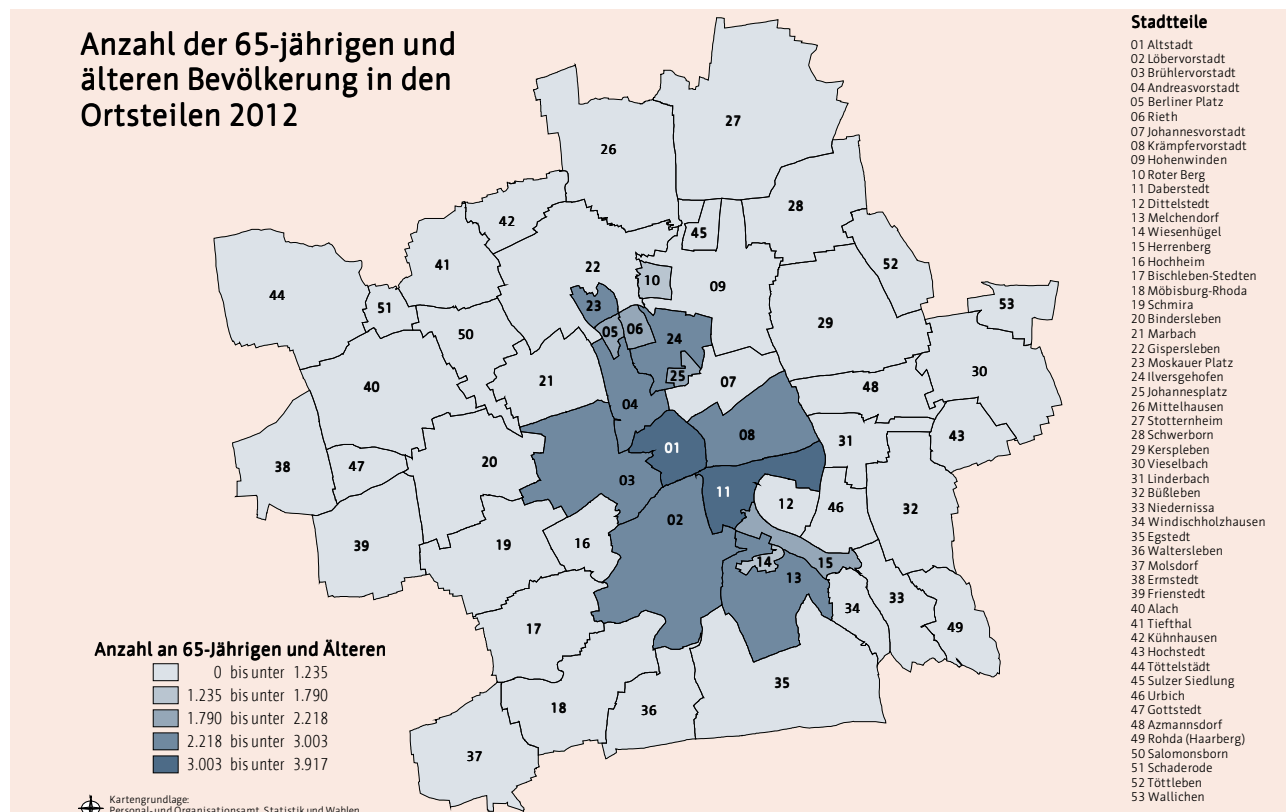 Anzahl der 65-jährigen und
älteren Bevölkerung in den
Ortsteilen 2012
Stadtteile
01 Altstadt
02 Löbervorstadt
03 Brühlervorstadt
04 Andreasvorstadt
05 Berliner Platz
06 Rieth
07 Johannesvorstadt
08 Krämpfervorstadt
09 Hohenwinden
10 Roter Berg
11 Daberstedt
12 Dittelstedt
13 Melchendorf
14 Wiesenhügel
15 Herrenberg
16 Hochheim
17 Bischleben-Stedten
18 Möbisburg-Rhoda
19 Schmira
20 Bindersleben
21 Marbach
22 Gispersleben
23 Moskauer Platz
24 Ilversgehofen
25 Johannesplatz
26 Mittelhausen
27 Stotternheim
28 Schwerborn
29 Kerspleben
30 Vieselbach
31 Linderbach
32 Büßleben
33 Niedernissa
34 Windischholzhausen
35 Egstedt
36 Waltersleben
37 Molsdorf
38 Ermstedt
39 Frienstedt
40 Alach
41 Tiefthal
42 Kühnhausen
43 Hochstedt
44 Töttelstädt
45 Sulzer Siedlung
46 Urbich
47 Gottstedt
48 Azmannsdorf
49 Rohda (Haarberg)
50 Salomonsborn
51 Schaderode
52 Töttleben
53 Wallichen
27
26
28
42
45
52
41
22
10
09
44
51
23
53
29
50
05
06
24
30
21
25
07
40
48
04
08
43
31
01
38
47
20
03
11
12
46
32
02
39
19
16
14
15
13
33
34
17
49
35
18
36
37
Anzahl an 65-Jährigen und Älteren
0 bis unter 1.235
1.235 bis unter 1.790
1.790 bis unter 2.218
2.218 bis unter 3.003
3.003 bis unter 3.917
Kartengrundlage:
Personal- und Organisationsamt, Statistik und Wahlen